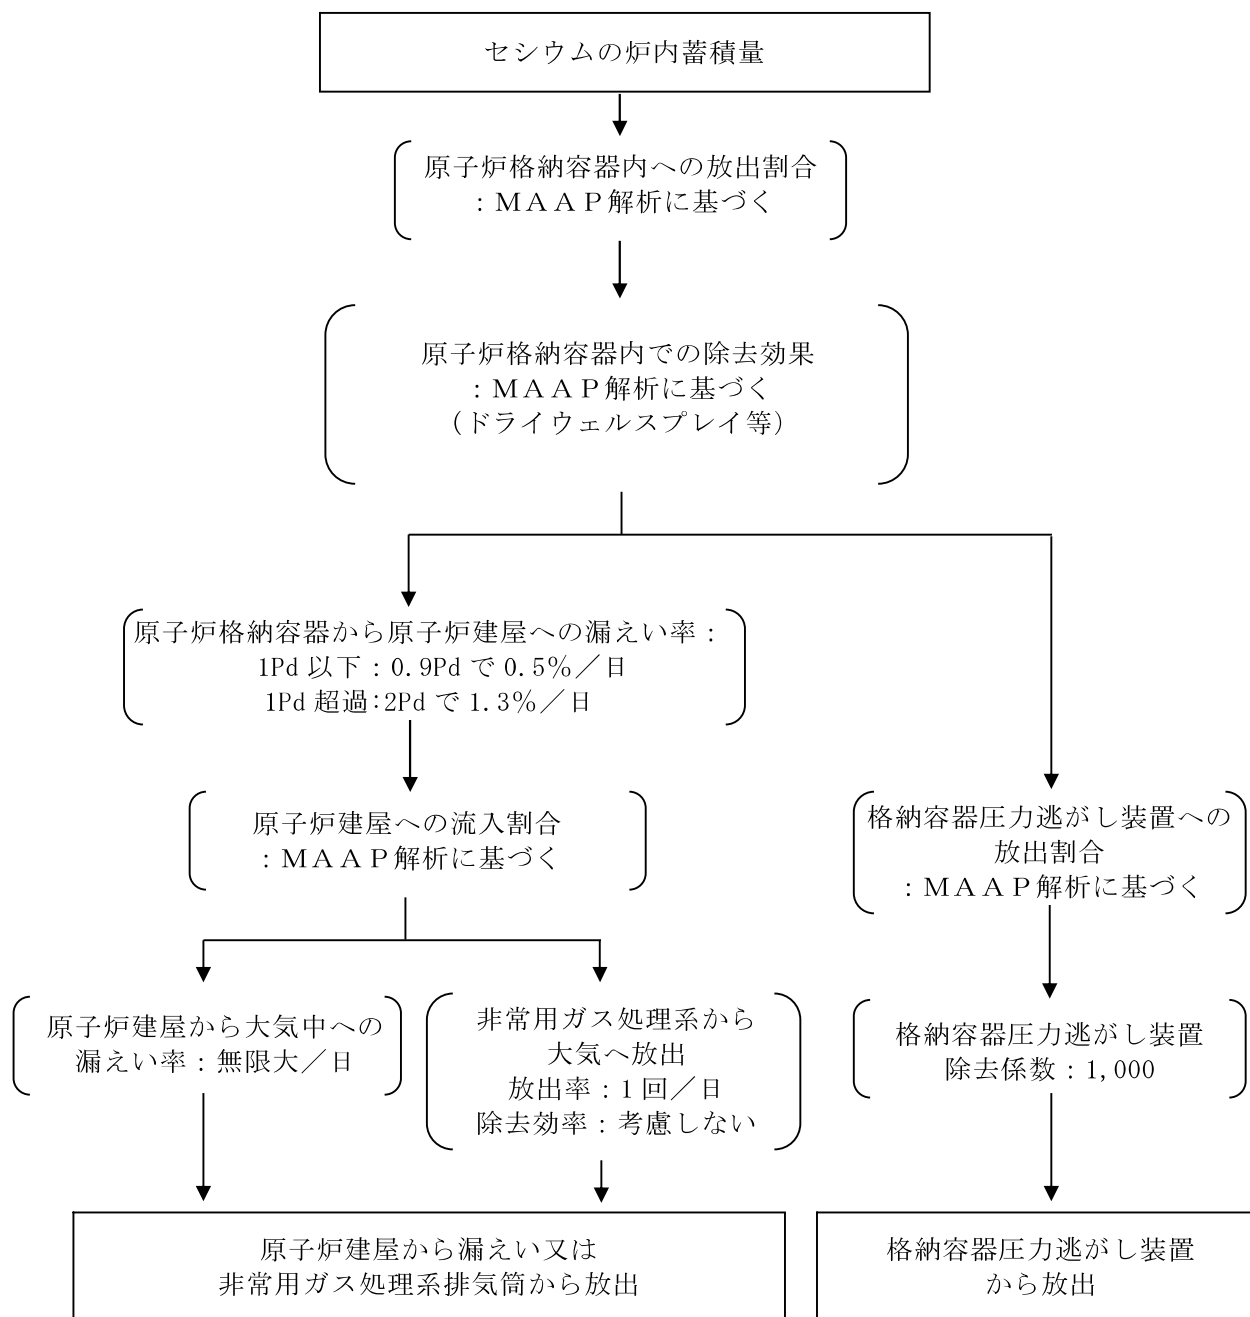 セシウムの炉内蓄積量
原子炉格納容器内への放出割合
：ＭＡＡＰ解析に基づく
原子炉格納容器内での除去効果
：ＭＡＡＰ解析に基づく
（ドライウェルスプレイ等）
原子炉格納容器から原子炉建屋への漏えい率：
1Pd 以下：0.9Pd で 0.5％／日
1Pd 超過：2Pd で 1.3％／日
原子炉建屋への流入割合
：ＭＡＡＰ解析に基づく
格納容器圧力逃がし装置への
放出割合
：ＭＡＡＰ解析に基づく
原子炉建屋から大気中への
漏えい率：無限大／日
非常用ガス処理系から
大気へ放出
放出率：1 回／日
除去効率：考慮しない
格納容器圧力逃がし装置
除去係数：1,000
原子炉建屋から漏えい又は
非常用ガス処理系排気筒から放出
格納容器圧力逃がし装置
から放出